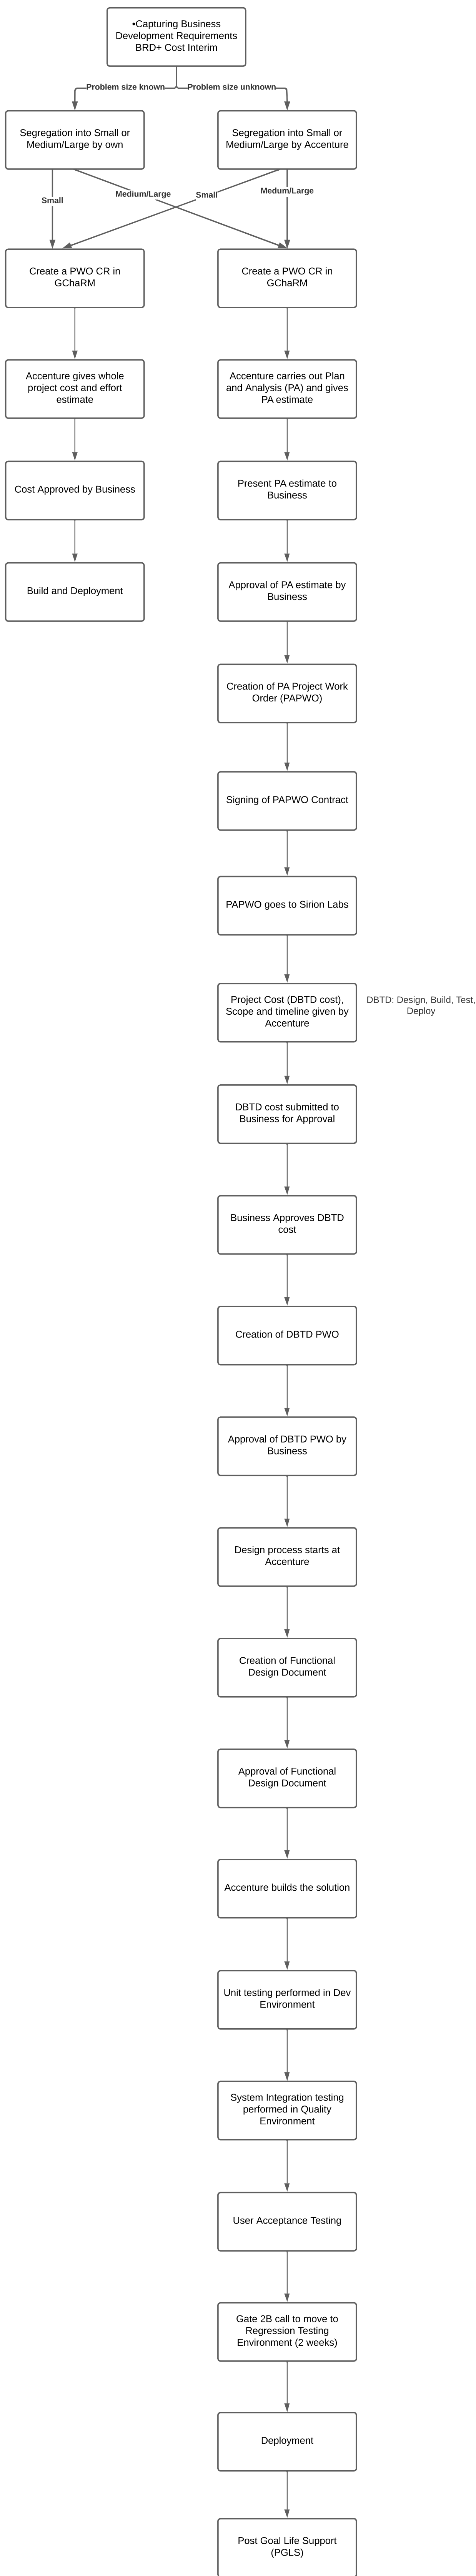 •Capturing Business
Development Requirements
BRD+ Cost Interim
Problem size known
Problem size unknown
Segregation into Small or
Medium/Large by own
Segregation into Small or
Medium/Large by Accenture
Small
Medium/Large
Small
Medium/Large
Create a PWO CR in
GChaRM
Create a PWO CR in
GChaRM
Accenture gives whole
project cost and effort
estimate
Accenture carries out Plan
and Analysis (PA) and gives
PA estimate
Cost Approved by Business
Present PA estimate to
Business
Build and Deployment
Approval of PA estimate by
Business
Creation of PA Project Work
Order (PAPWO)
Signing of PAPWO Contract
PAPWO goes to Sirion Labs
Project Cost (DBTD cost),
Scope and timeline given by
Accenture
DBTD: Design, Build, Test,
Deploy
DBTD cost submitted to
Business for Approval
Business Approves DBTD
cost
Creation of DBTD PWO
Approval of DBTD PWO by
Business
Design process starts at
Accenture
Creation of Functional
Design Document
Approval of Functional
Design Document
Accenture builds the solution
Unit testing performed in Dev
Environment
System Integration testing
performed in Quality
Environment
User Acceptance Testing
Gate 2B call to move to
Regression Testing
Environment (2 weeks)
Deployment
Post Goal Life Support
(PGLS)